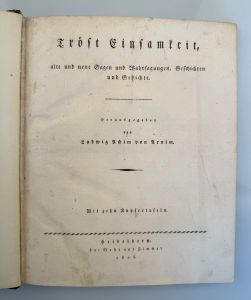 Tröst Einsamkeit,
alte und neue Sagen und Wahrsagungen, Geschichten
und Gedichte.
Herausgegeben
von
Ludwig Achim von Arnim.
Mit zehn Kupfertafeln.
Heidelberg,
bey Mohr und Zimmer
1808.